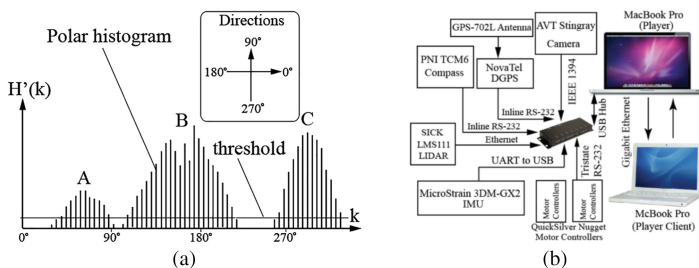 Directions
90°
180°
0°
270°
Polar histogram
H'(k)
A
B
C
threshold
k
0°
90°
180°
270°
(a)
GPS-702L Antenna
AVT Stingray
Camera
MacBook Pro
(Player)
PNI TCM6
Compass
NovaTel
DGPS
IEEE 1394
Inline RS-232
Inline RS-232
USB Hub
SICK
LMS111
LIDAR
Ethernet
UART to USB
Tristate
RS-232
Gigabit Ethernet
MicroStrain 3DM-GX2
IMU
Motor
Controllers
Motor
Controllers
QuickSilver Nugget
Motor Controllers
McBook Pro
(Player Client)
(b)